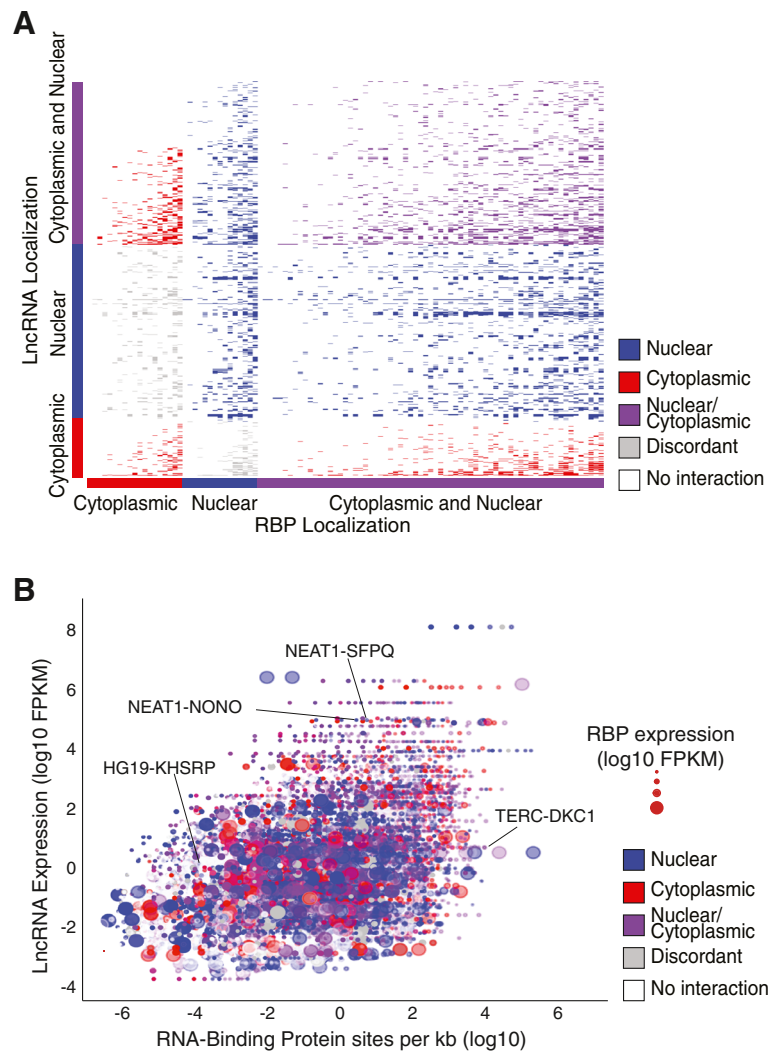 A
LncRNA Localization
Cytoplasmic and Nuclear
Nuclear
Cytoplasmic
Cytoplasmic
Nuclear
Cytoplasmic and Nuclear
RBP Localization
Nuclear
Cytoplasmic
Nuclear/
Cytoplasmic
Discordant
No interaction
B
LncRNA Expression (log10 FPKM)
8
6
4
2
0
-2
-4
NEAT1-SFPQ
NEAT1-NONO
HG19-KHSRP
TERC-DKC1
-6
-4
-2
0
2
4
6
RNA-Binding Protein sites per kb (log10)
RBP expression
(log10 FPKM)
Nuclear
Cytoplasmic
Nuclear/
Cytoplasmic
Discordant
No interaction